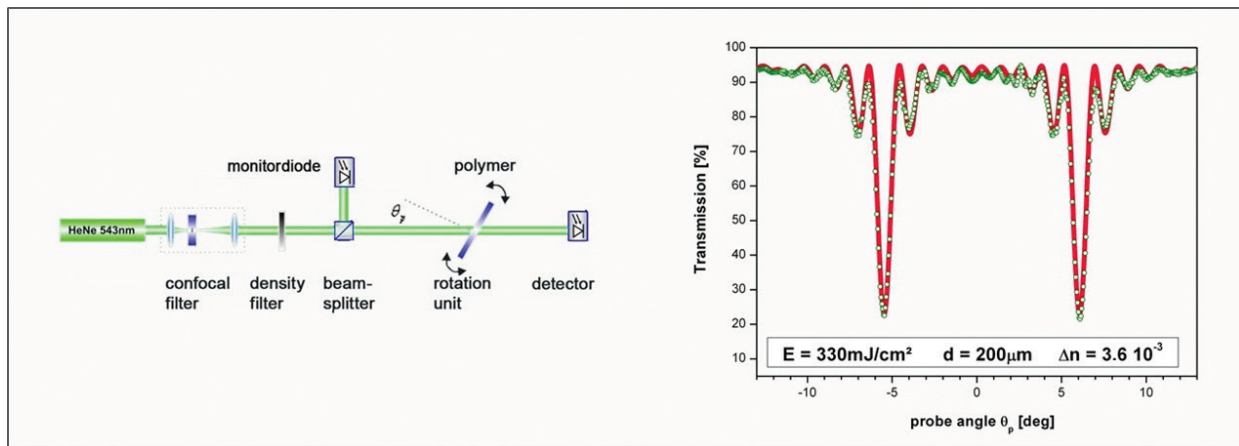 monitordiode
polymer
θp
HeNe 543nm
confocal
filter
density
filter
beam-
splitter
rotation
unit
detector
100
90
80
70
60
50
40
30
20
10
Transmission [%]
E = 330mJ/cm² d = 200µm Δn = 3.6 10⁻³
-10 -5 0 5 10
probe angle θp [deg]